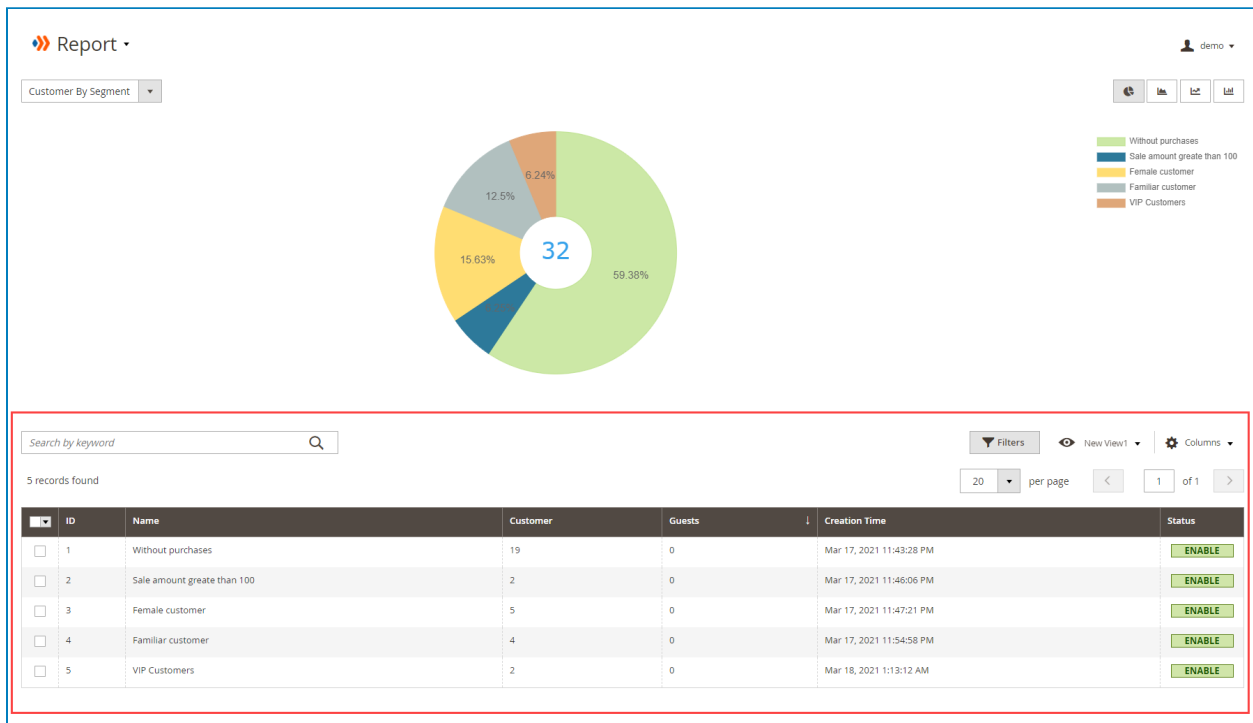 Report
demo
Customer By Segment
Without purchases
Sale amount greate than 100
Female customer
Familiar customer
VIP Customers
6.24%
12.5%
15.63%
32
59.38%
Search by keyword
Filters New View1 Columns
5 records found 20 per page 1 of 1
ID Name Customer Guests Creation Time Status
1 Without purchases 19 0 Mar 17, 2021 11:43:28 PM ENABLE
2 Sale amount greate than 100 2 0 Mar 17, 2021 11:46:06 PM ENABLE
3 Female customer 5 0 Mar 17, 2021 11:47:21 PM ENABLE
4 Familiar customer 4 0 Mar 17, 2021 11:54:58 PM ENABLE
5 VIP Customers 2 0 Mar 18, 2021 1:13:12 AM ENABLE